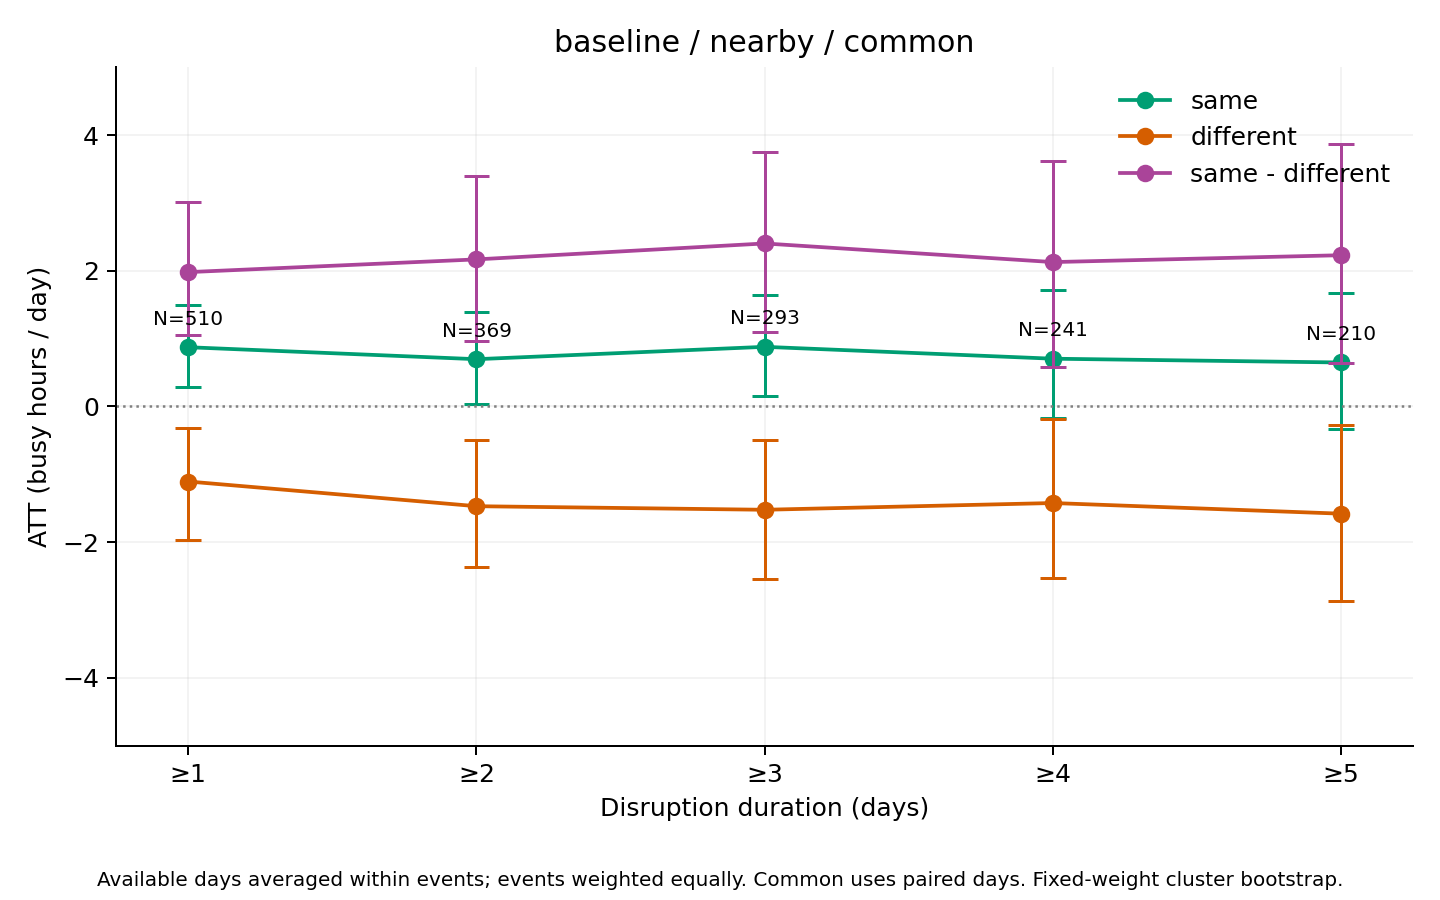 baseline / nearby / common
same
different
same - different
4
2
0
−2
−4
ATT (busy hours / day)
N=510
N=369
N=293
N=241
N=210
≥1
≥2
≥3
≥4
≥5
Disruption duration (days)
Available days averaged within events; events weighted equally. Common uses paired days. Fixed-weight cluster bootstrap.